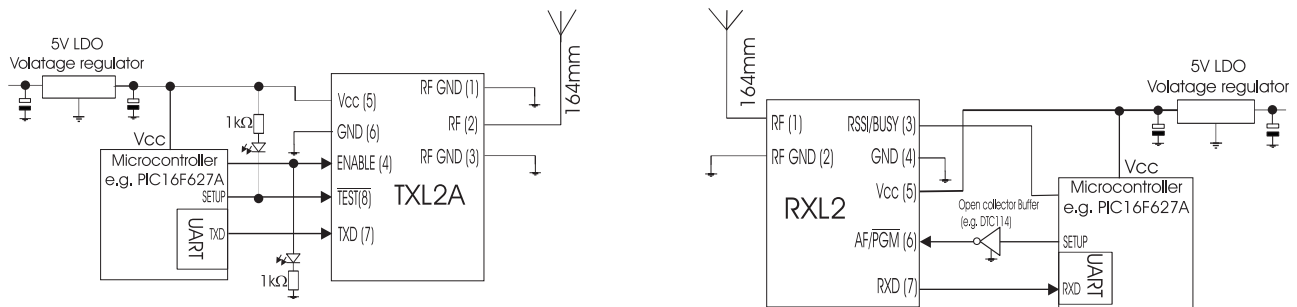 5V LDO
Volatage regulator
Vcc
1kΩ
Microcontroller
e.g. PIC16F627A
SETUP
UART
TXD
1kΩ
Vcc (5)
GND (6)
ENABLE (4)
TEST(8)
TXD (7)
TXL2A
RF GND (1)
RF (2)
RF GND (3)
164mm
164mm
RF (1)
RF GND (2)
RXL2
RSSI/BUSY (3)
GND (4)
Vcc (5)
AF/PGM (6)
RXD (7)
Open collector Buffer
(e.g. DTC114)
5V LDO
Volatage regulator
Vcc
Microcontroller
e.g. PIC16F627A
SETUP
UART
RXD